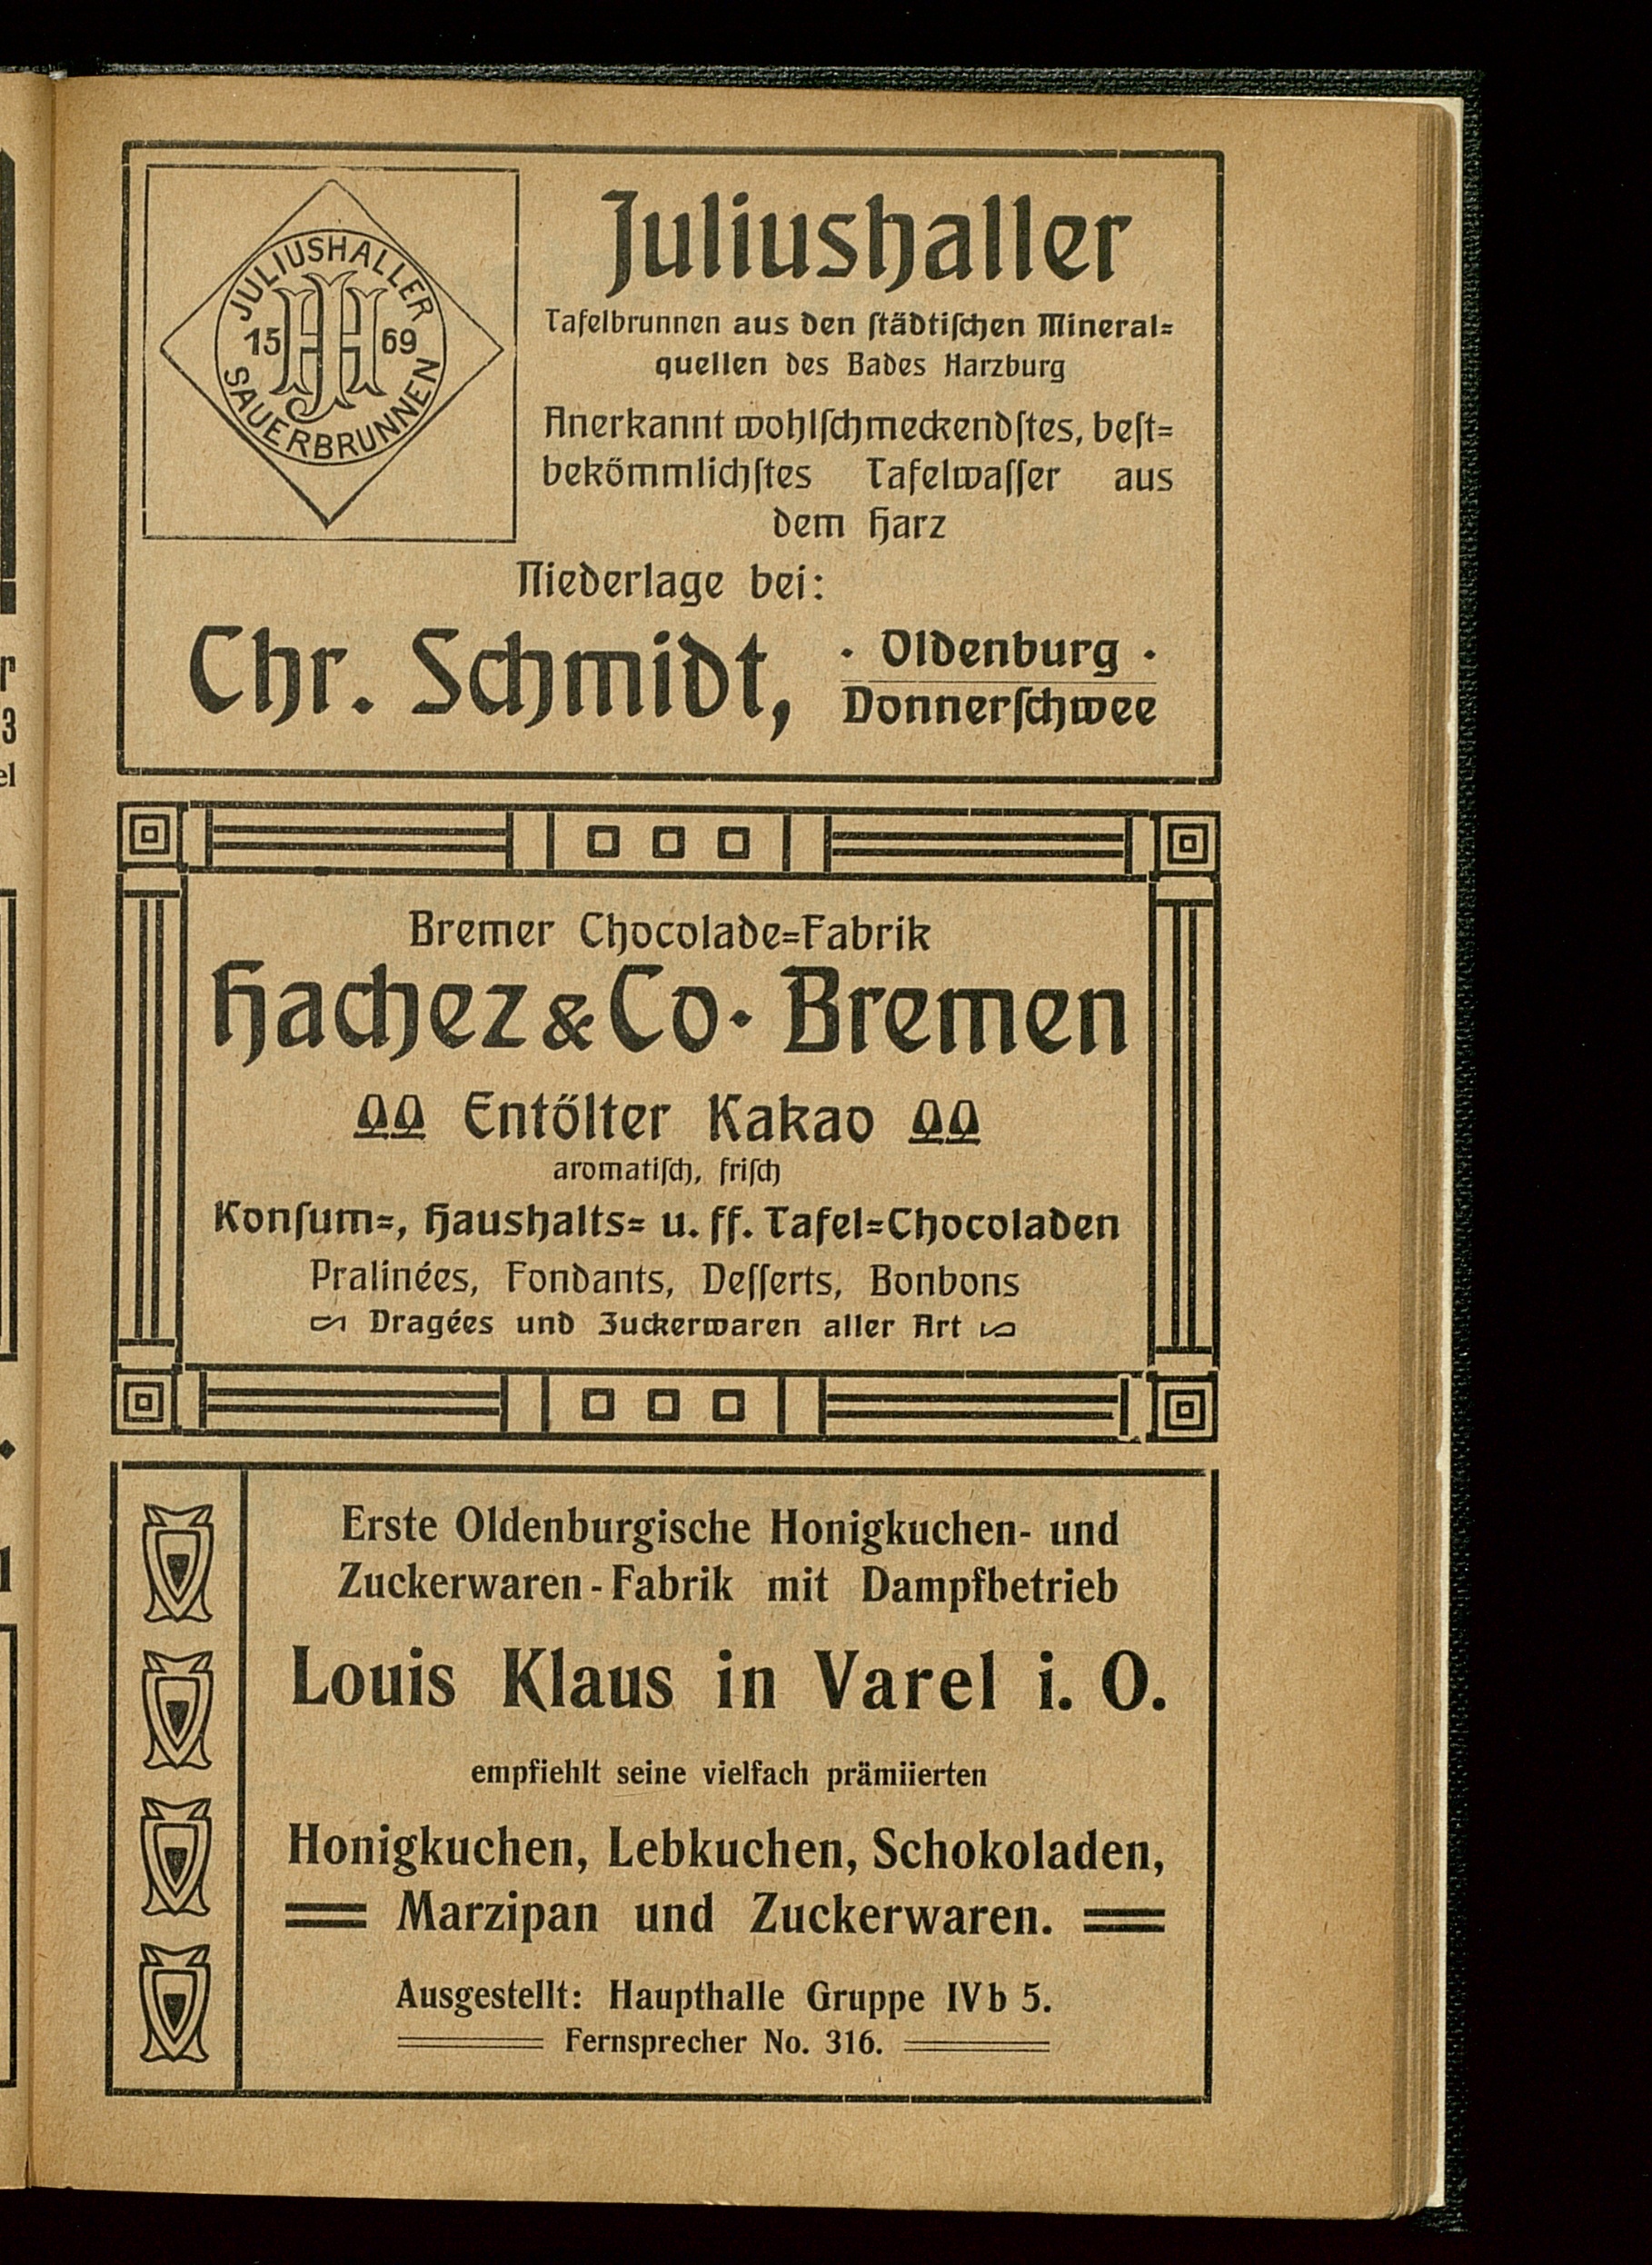 JULIUSHALLER
15 JH 69
SAUERBRUNNEN
Juliushaller
Tafelbrunnen aus den ſtädtiſchen Mineral=
quellen des Bades Harzburg
Anerkannt wohlſchmeckendſtes, beſt=
bekömmlichſtes Tafelwaſſer aus
dem Harz
Niederlage bei:
Chr. Schmidt,
· Oldenburg ·
Donnerſchwee
Bremer Chocolade=Fabrik
Hachez & Co. Bremen
Entölter Kakao
aromatiſch, friſch
Konſum=, Haushalts= u. ff. Tafel=Chocoladen
Pralinées, Fondants, Deſſerts, Bonbons
Dragées und Zuckerwaren aller Art
Erste Oldenburgische Honigkuchen- und
Zuckerwaren-Fabrik mit Dampfbetrieb
Louis Klaus in Varel i. O.
empfiehlt seine vielfach prämiierten
Honigkuchen, Lebkuchen, Schokoladen,
Marzipan und Zuckerwaren.
Ausgestellt: Haupthalle Gruppe IVb 5.
Fernsprecher No. 316.